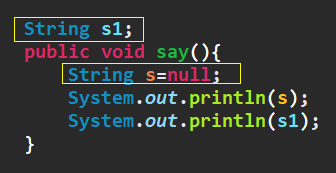 String s1;
public void say(){
String s=null;
System.out.println(s);
System.out.println(s1);
}